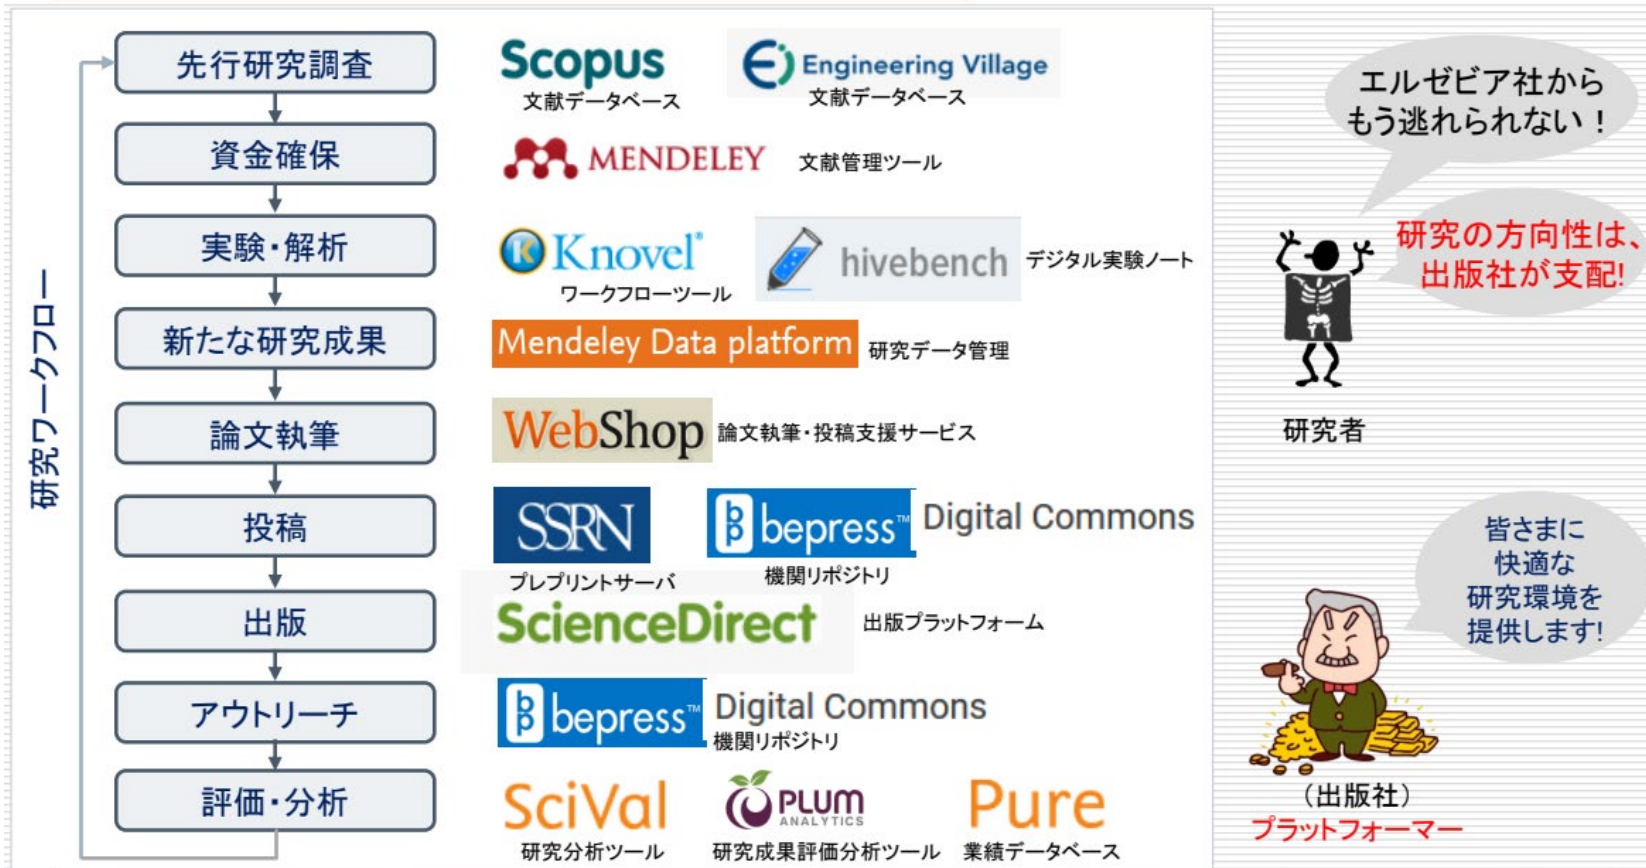 研究ワークフロー
先行研究調査
Scopus
文献データベース
Engineering Village
文献データベース
資金確保
MENDELEY
文献管理ツール
実験・解析
Knovel®
ワークフローツール
hivebench
デジタル実験ノート
新たな研究成果
Mendeley Data platform
研究データ管理
論文執筆
WebShop
論文執筆・投稿支援サービス
投稿
SSRN
プレプリントサーバ
bp bepress™ Digital Commons
機関リポジトリ
出版
ScienceDirect
出版プラットフォーム
アウトリーチ
bp bepress™ Digital Commons
機関リポジトリ
評価・分析
SciVal
研究分析ツール
PLUM
ANALYTICS
研究成果評価分析ツール
Pure
業績データベース
エルゼビア社から
もう逃れられない！
研究の方向性は、
出版社が支配!
研究者
皆さまに
快適な
研究環境を
提供します!
（出版社）
プラットフォーマー